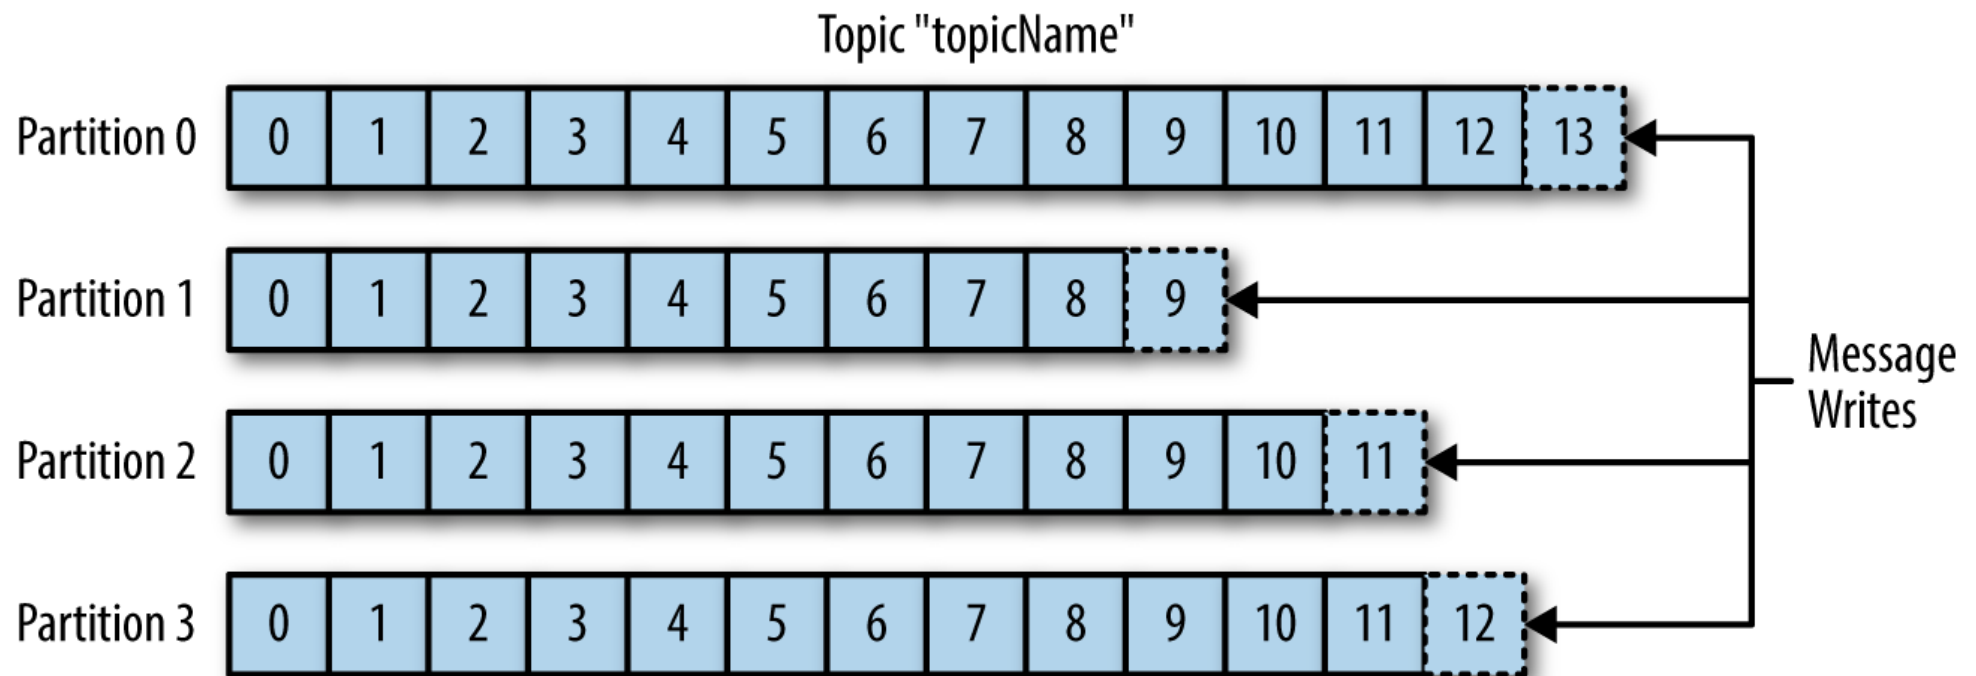 Topic "topicName"
Partition 0 0 1 2 3 4 5 6 7 8 9 10 11 12 13
Partition 1 0 1 2 3 4 5 6 7 8 9
Partition 2 0 1 2 3 4 5 6 7 8 9 10 11
Partition 3 0 1 2 3 4 5 6 7 8 9 10 11 12
Message
Writes